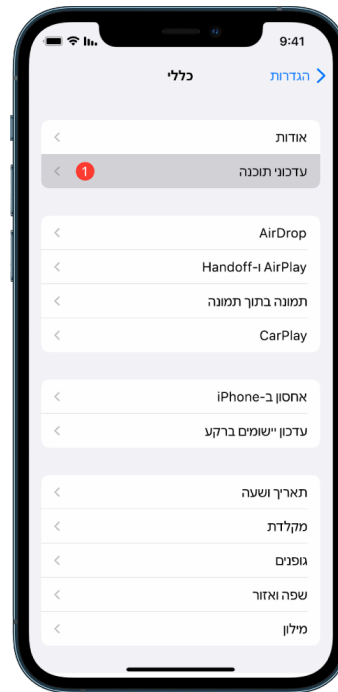 9:41
הגדרות
כללי
אודות
עדכוני תוכנה
1
AirDrop
AirPlay ו-Handoff
תמונה בתוך תמונה
CarPlay
אחסון ב-iPhone
עדכון יישומים ברקע
תאריך ושעה
מקלדת
גופנים
שפה ואזור
מילון